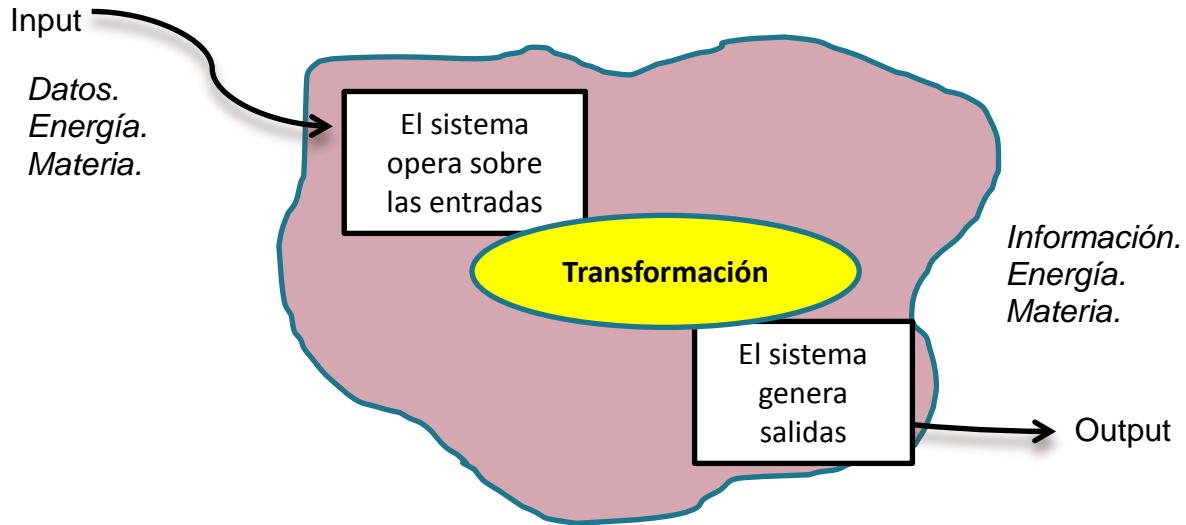 Input
Datos.
Energía.
Materia.
El sistema
opera sobre
las entradas
Transformación
Información.
Energía.
Materia.
El sistema
genera
salidas
Output